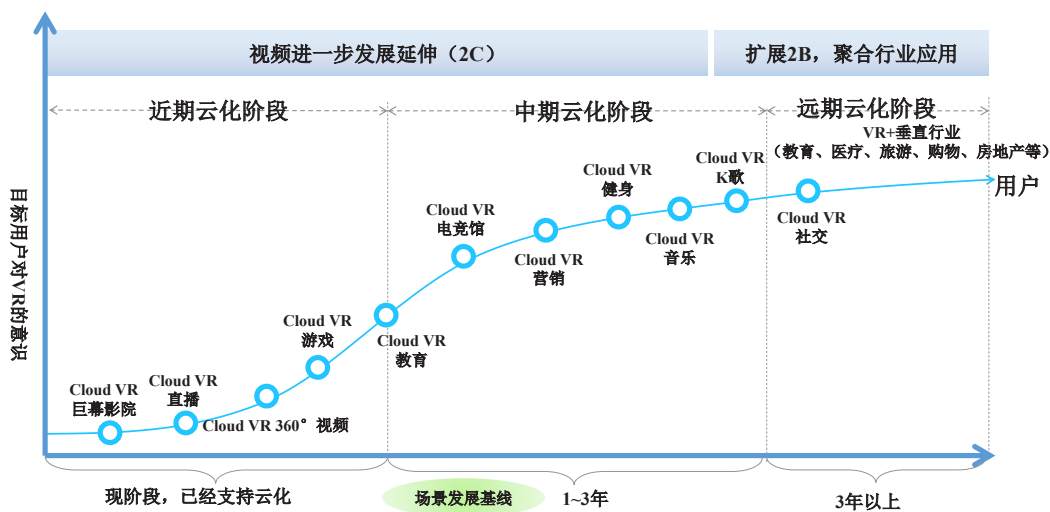 视频进一步发展延伸（2C）
扩展2B，聚合行业应用
近期云化阶段
中期云化阶段
远期云化阶段
VR+垂直行业
（教育、医疗、旅游、购物、房地产等）
用户
目标用户对VR的意识
Cloud VR
巨幕影院
Cloud VR
直播
Cloud VR 360°视频
Cloud VR
游戏
Cloud VR
教育
Cloud VR
电竞馆
Cloud VR
营销
Cloud VR
健身
Cloud VR
音乐
Cloud VR
K歌
Cloud VR
社交
现阶段，已经支持云化
场景发展基线
1~3年
3年以上